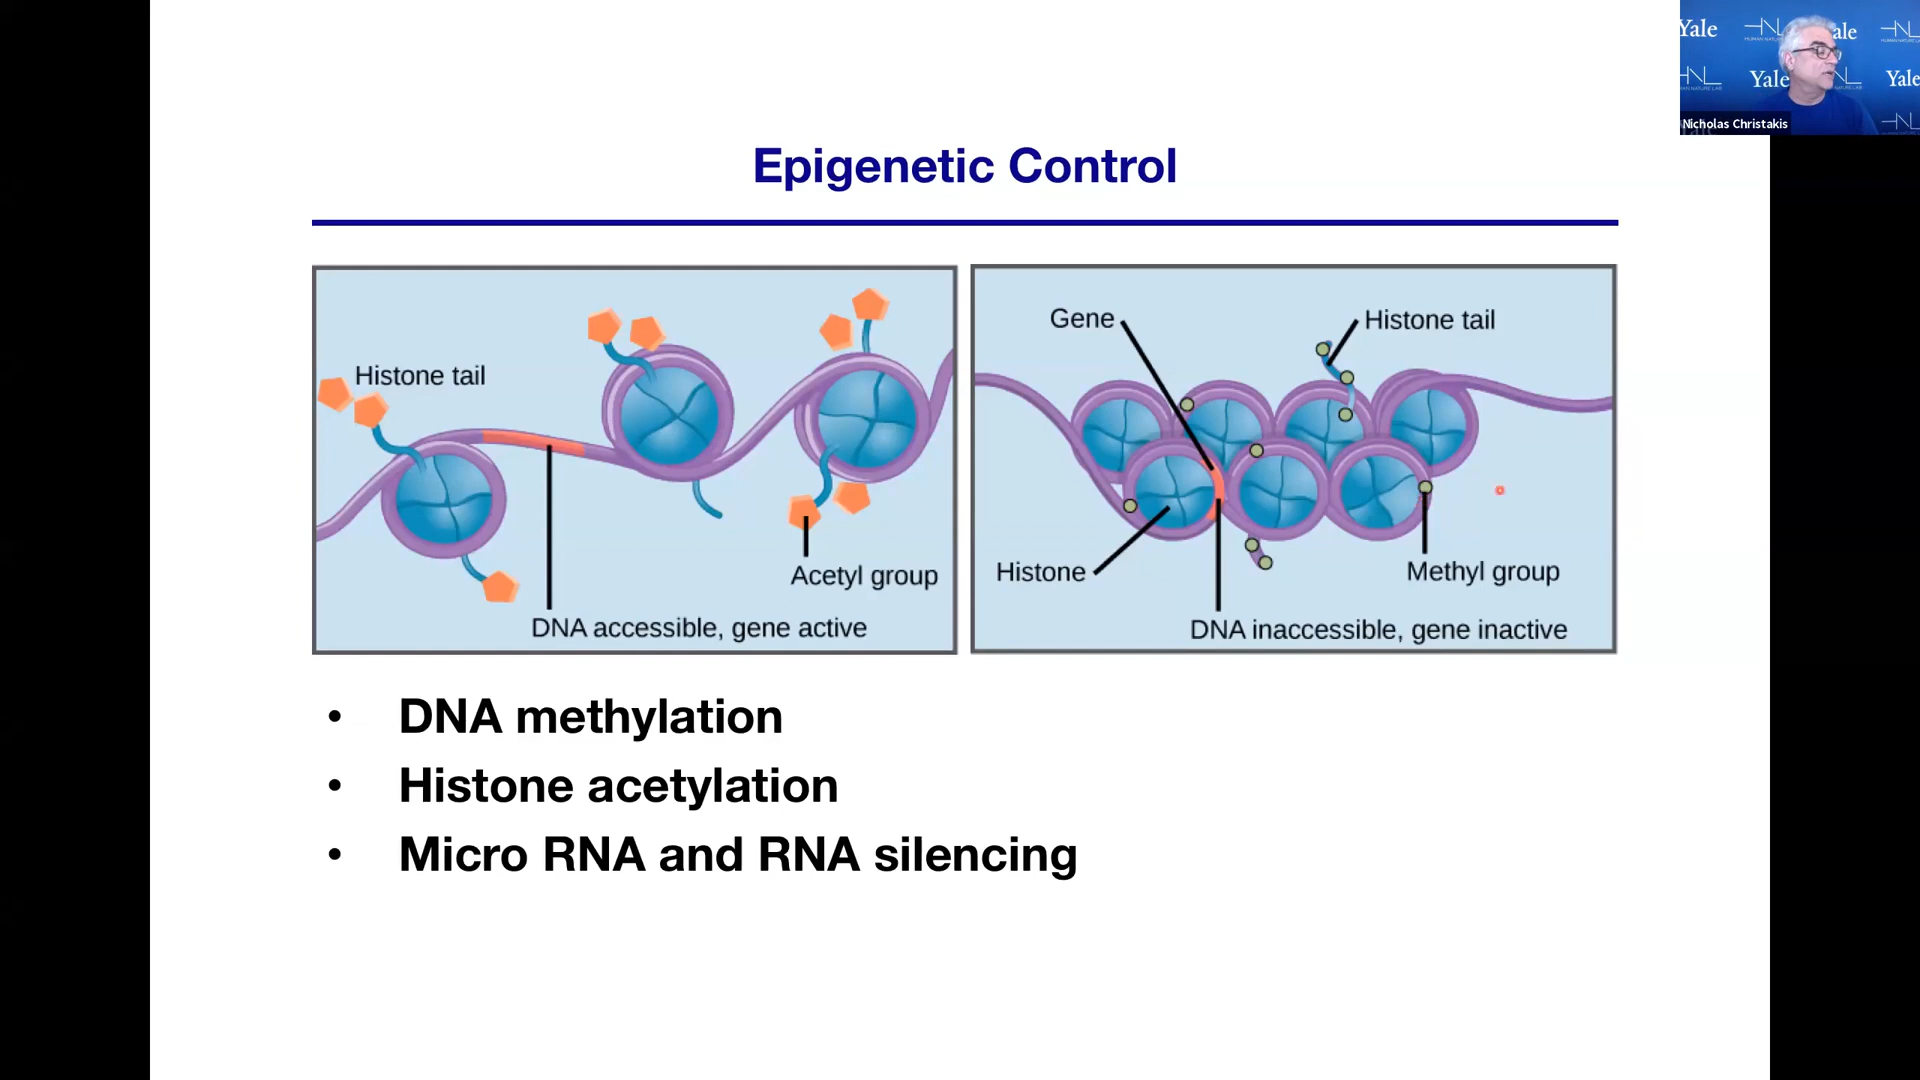 Epigenetic Control
Histone tail
Acetyl group
DNA accessible, gene active
Gene
Histone tail
Histone
Methyl group
DNA inaccessible, gene inactive
• DNA methylation
• Histone acetylation
• Micro RNA and RNA silencing
Yale
ale
Yale
Yale
Nicholas Christakis